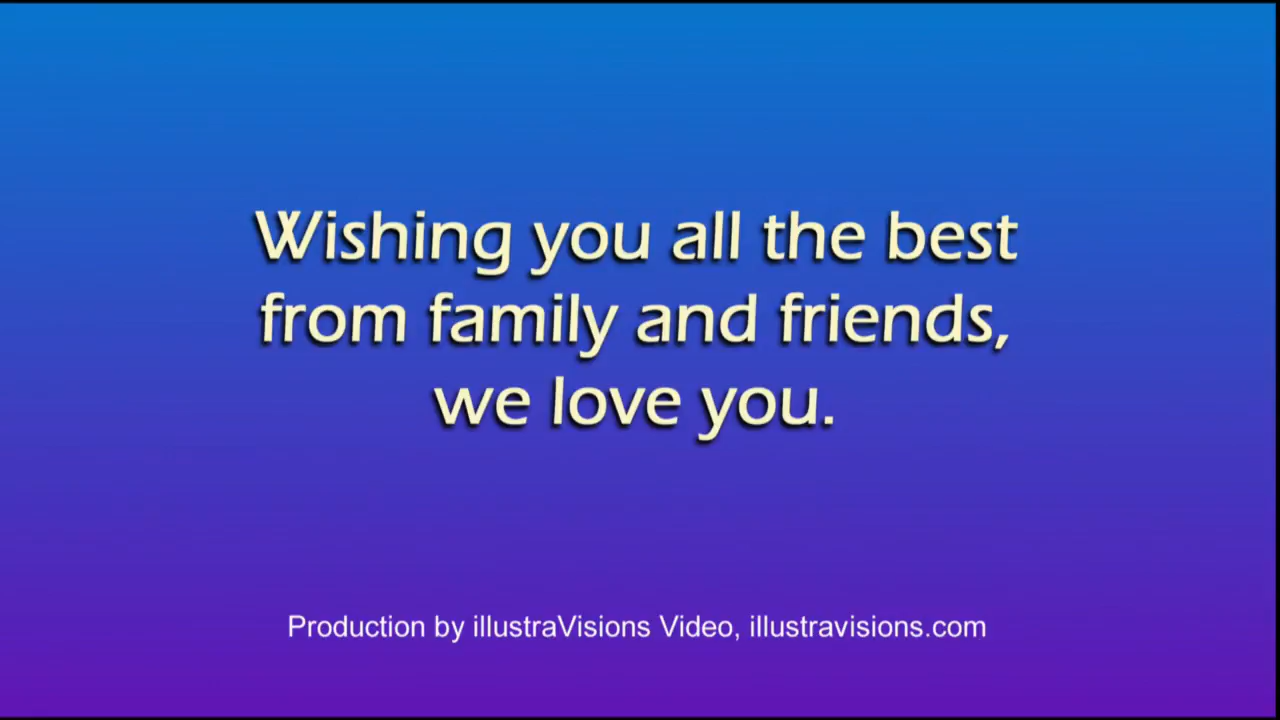 Wishing you all the best
from family and friends,
we love you.
Production by illustraVisions Video, illustravisions.com